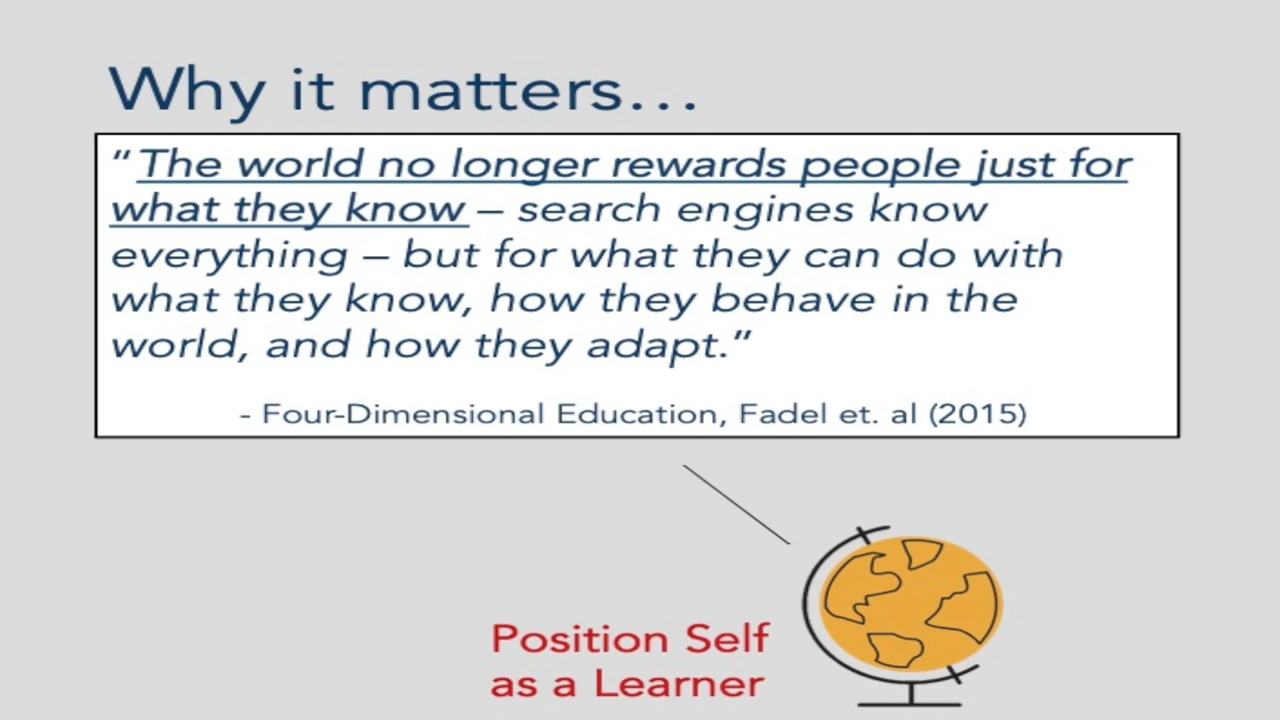 Why it matters…
“The world no longer rewards people just for
what they know – search engines know
everything – but for what they can do with
what they know, how they behave in the
world, and how they adapt.”
- Four-Dimensional Education, Fadel et. al (2015)
Position Self
as a Learner